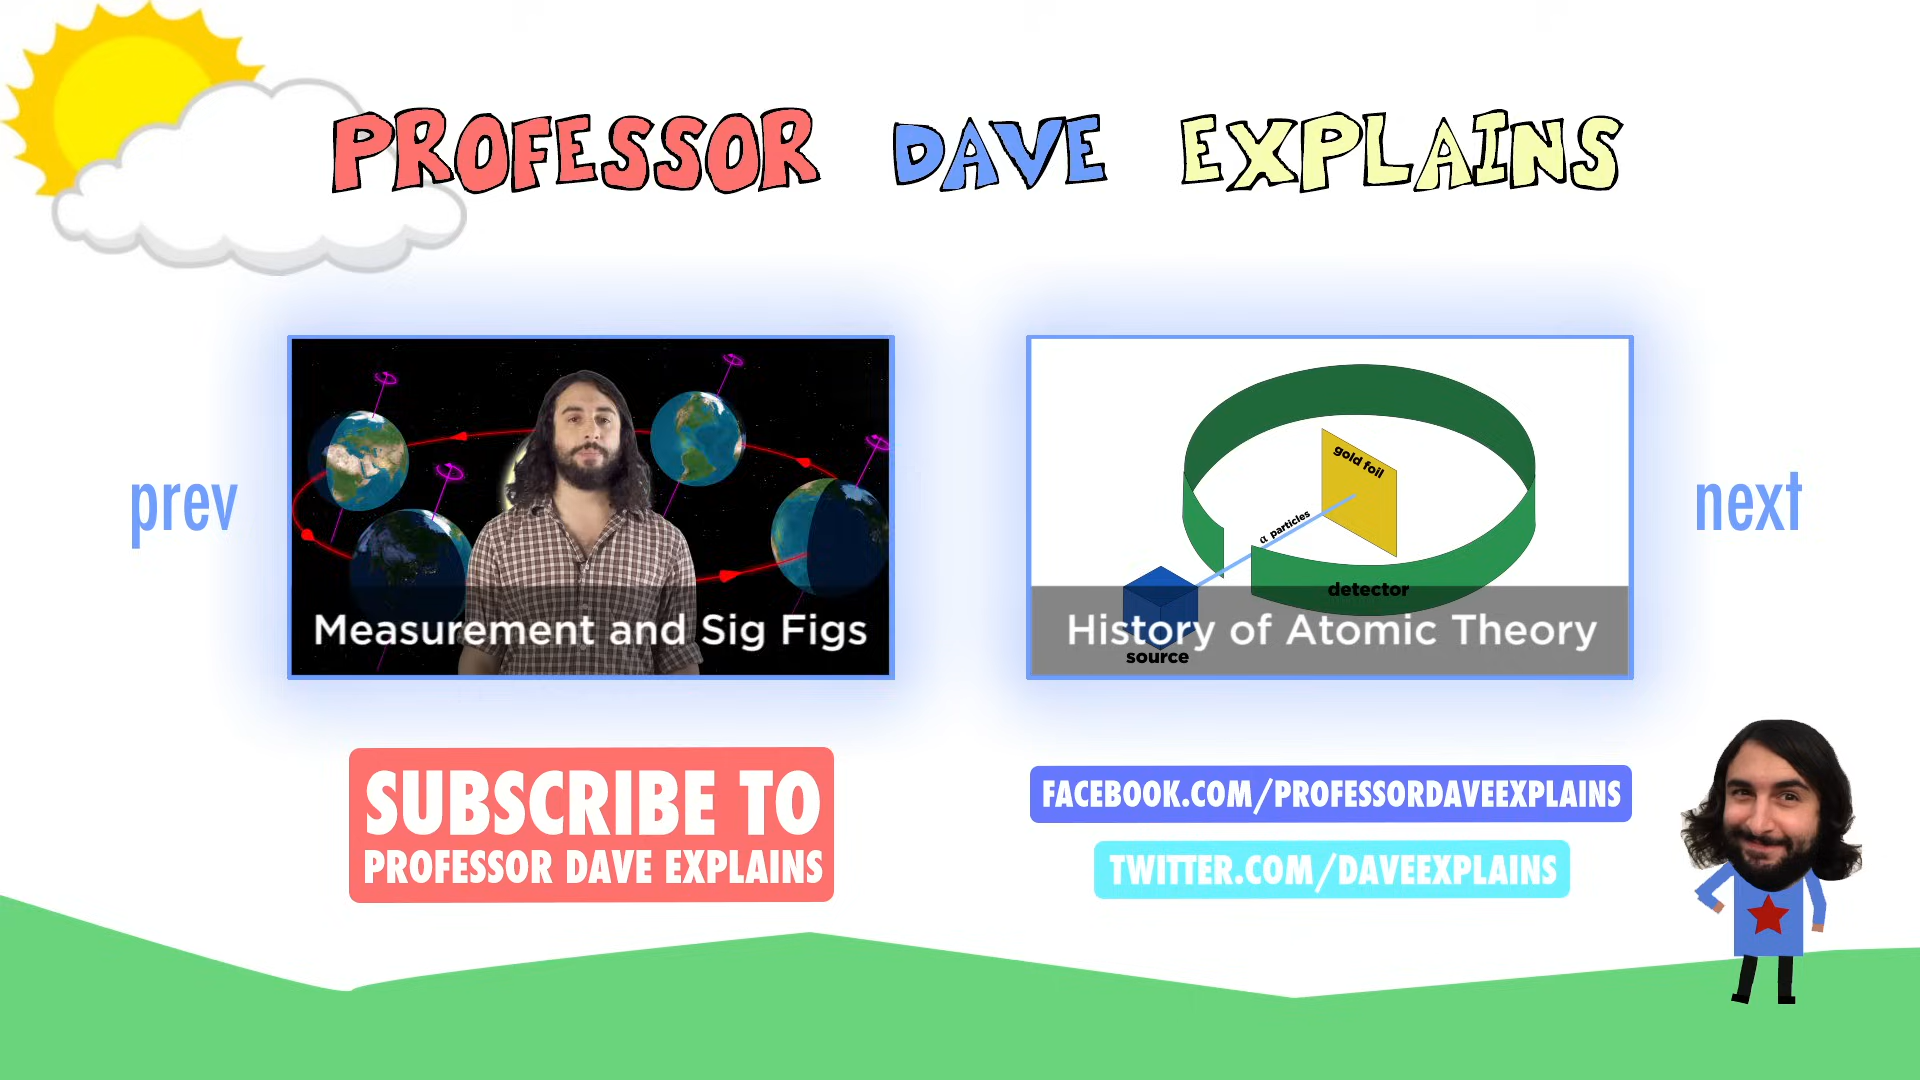 PROFESSOR DAVE EXPLAINS
prev
Measurement and Sig Figs
gold foil
α particles
detector
source
History of Atomic Theory
next
SUBSCRIBE TO
PROFESSOR DAVE EXPLAINS
FACEBOOK.COM/PROFESSORDAVEEXPLAINS
TWITTER.COM/DAVEEXPLAINS